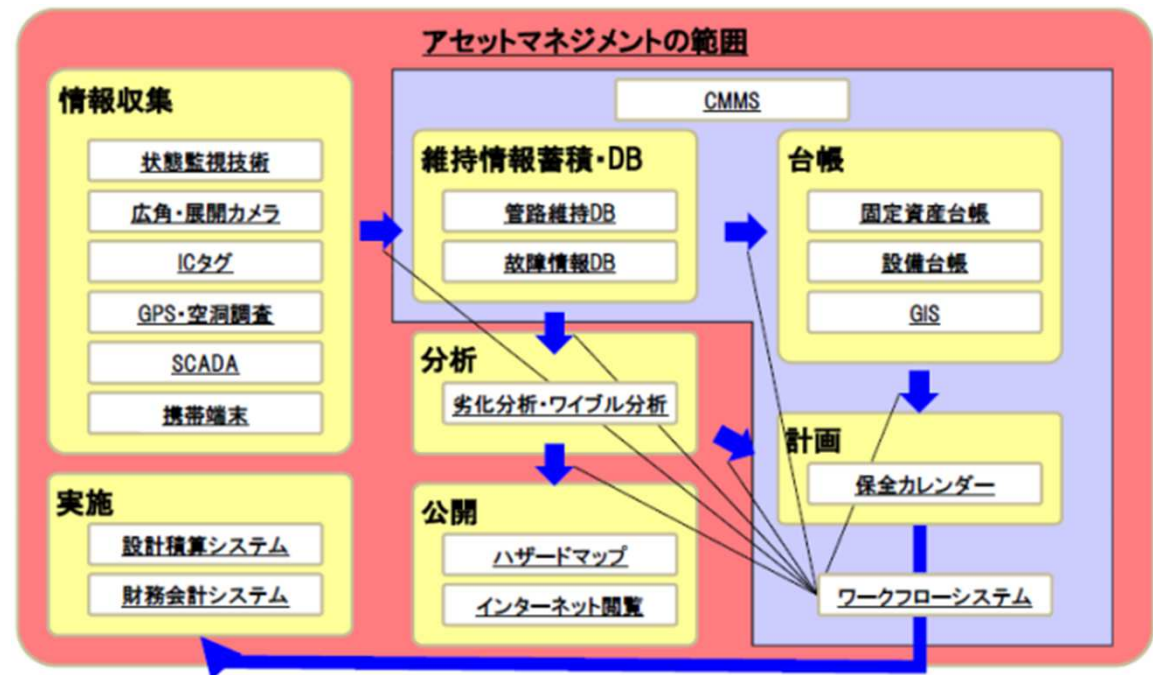 アセットマネジメントの範囲
情報収集
状態監視技術
広角・展開カメラ
ICタグ
GPS・空洞調査
SCADA
携帯端末
CMMS
維持情報蓄積・DB
管路維持DB
故障情報DB
台帳
固定資産台帳
設備台帳
GIS
分析
劣化分析・ワイブル分析
計画
保全カレンダー
実施
設計積算システム
財務会計システム
公開
ハザードマップ
インターネット閲覧
ワークフローシステム